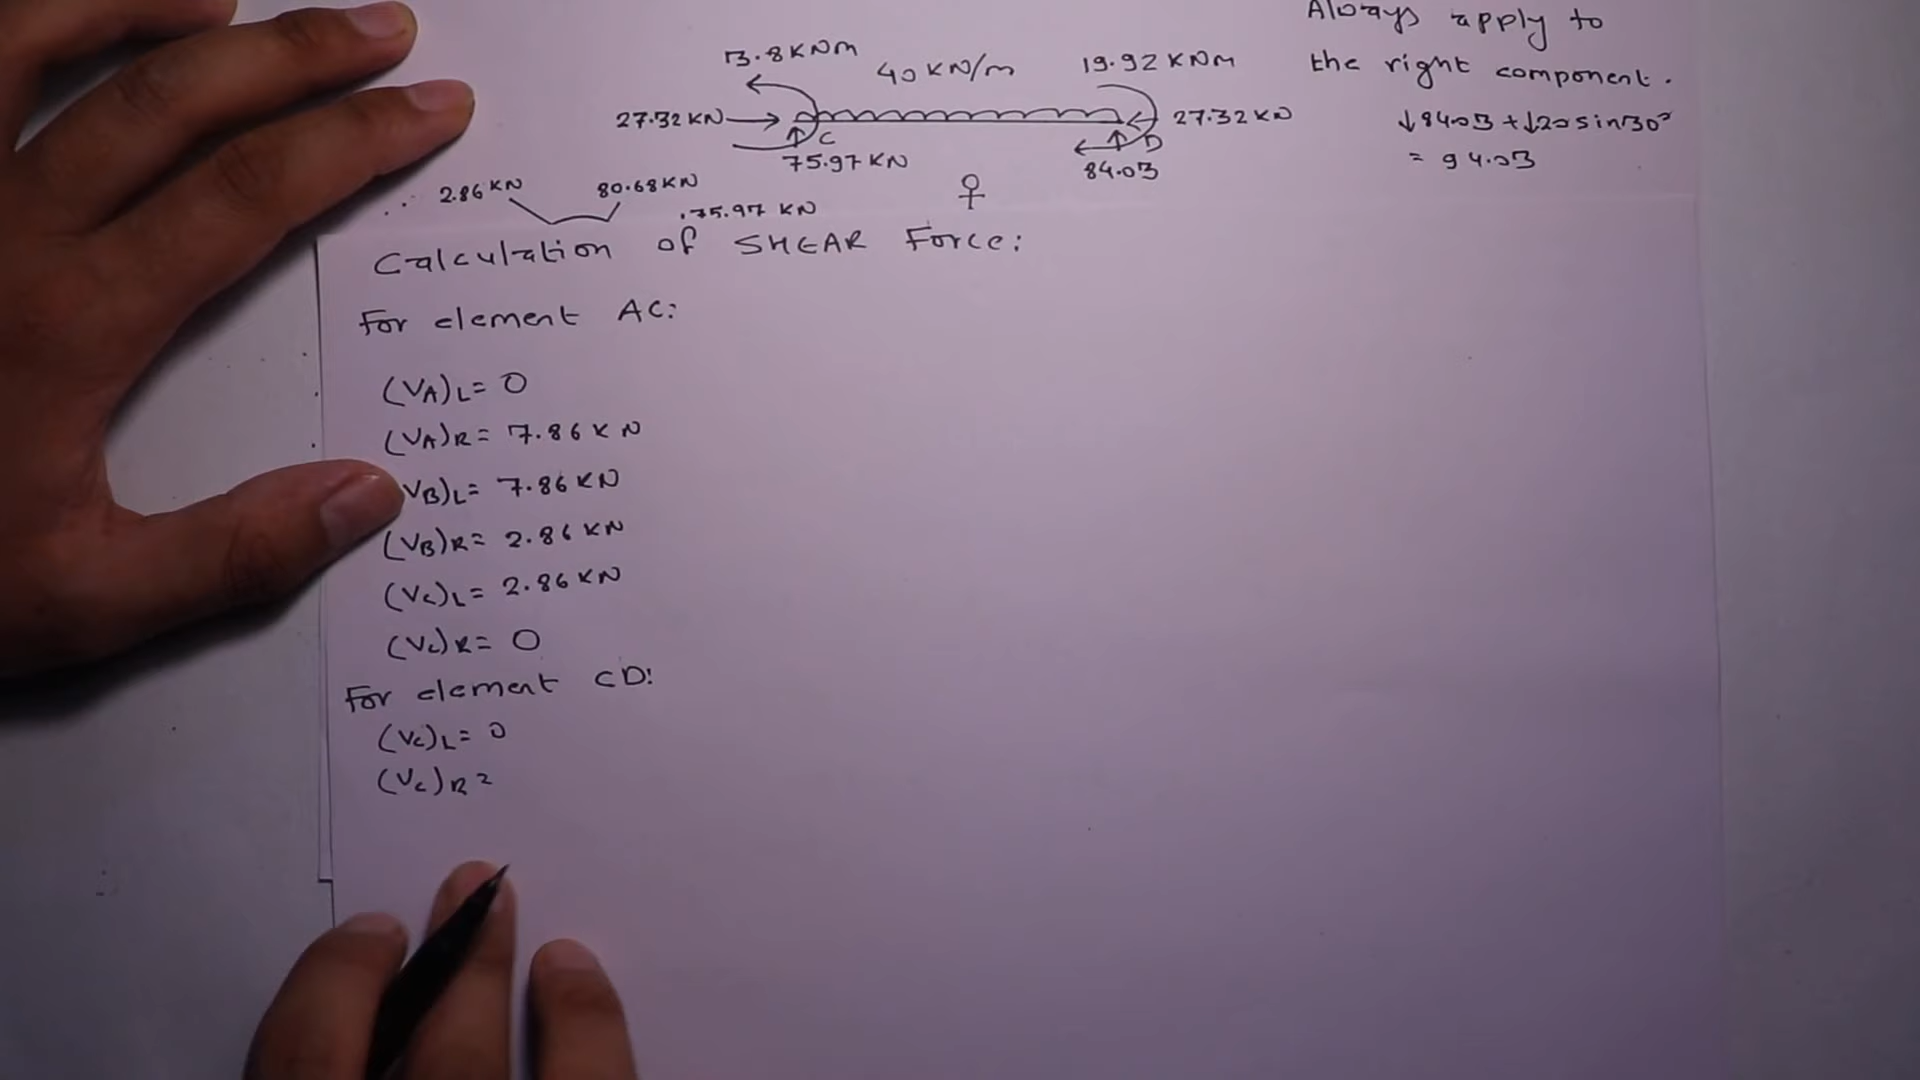 Always apply to
the right component.
↓84.03 + ↓20 sin30°
= 94.03
13.8 KNm
40 KN/m
19.92 KNm
27.32 KN
27.32 KN
C
D
75.97 KN
84.03
2.86 KN
80.68 KN
.75.97 KN
Calculation of SHEAR Force:
For element AC:
(VA)L = 0
(VA)R = 7.86 KN
VB)L = 7.86 KN
(VB)R = 2.86 KN
(Vc)L = 2.86 KN
(Vc)R = 0
For element CD:
(Vc)L = 0
(Vc)R =